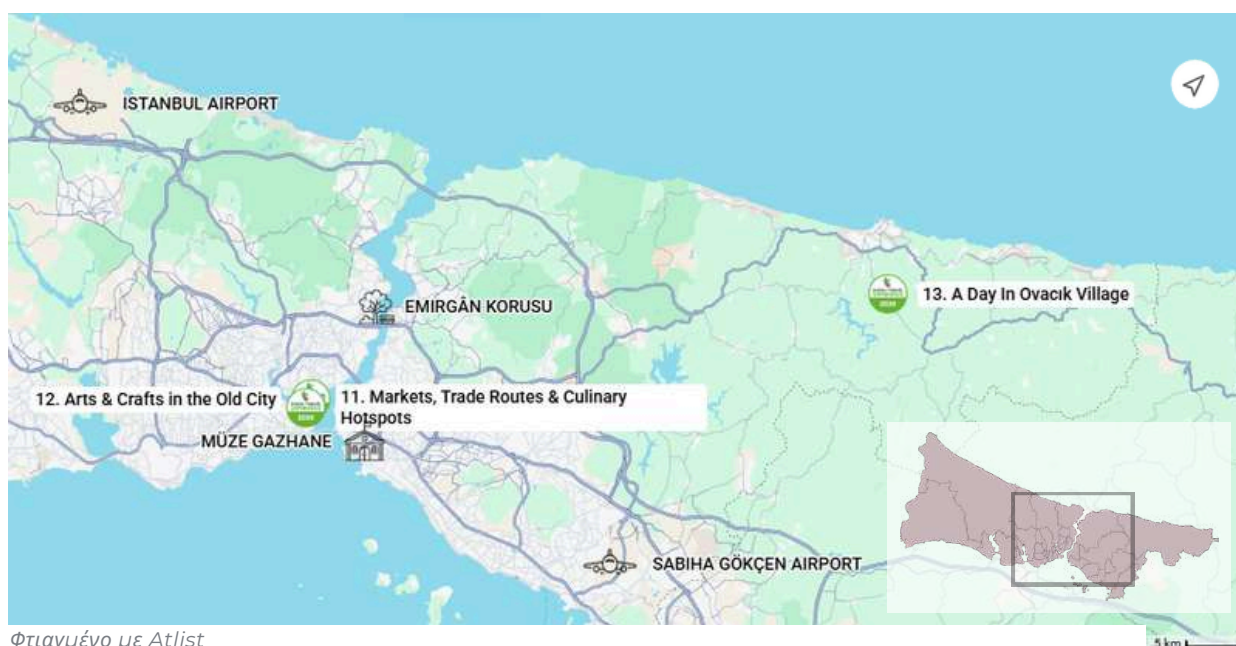 ISTANBUL AIRPORT
EMIRGÂN KORUSU
13. A Day In Ovacık Village
12. Arts & Crafts in the Old City
11. Markets, Trade Routes & Culinary
Hotspots
MÜZE GAZHANE
SABIHA GÖKÇEN AIRPORT
Φτιαγμένο με Atlist
5 km